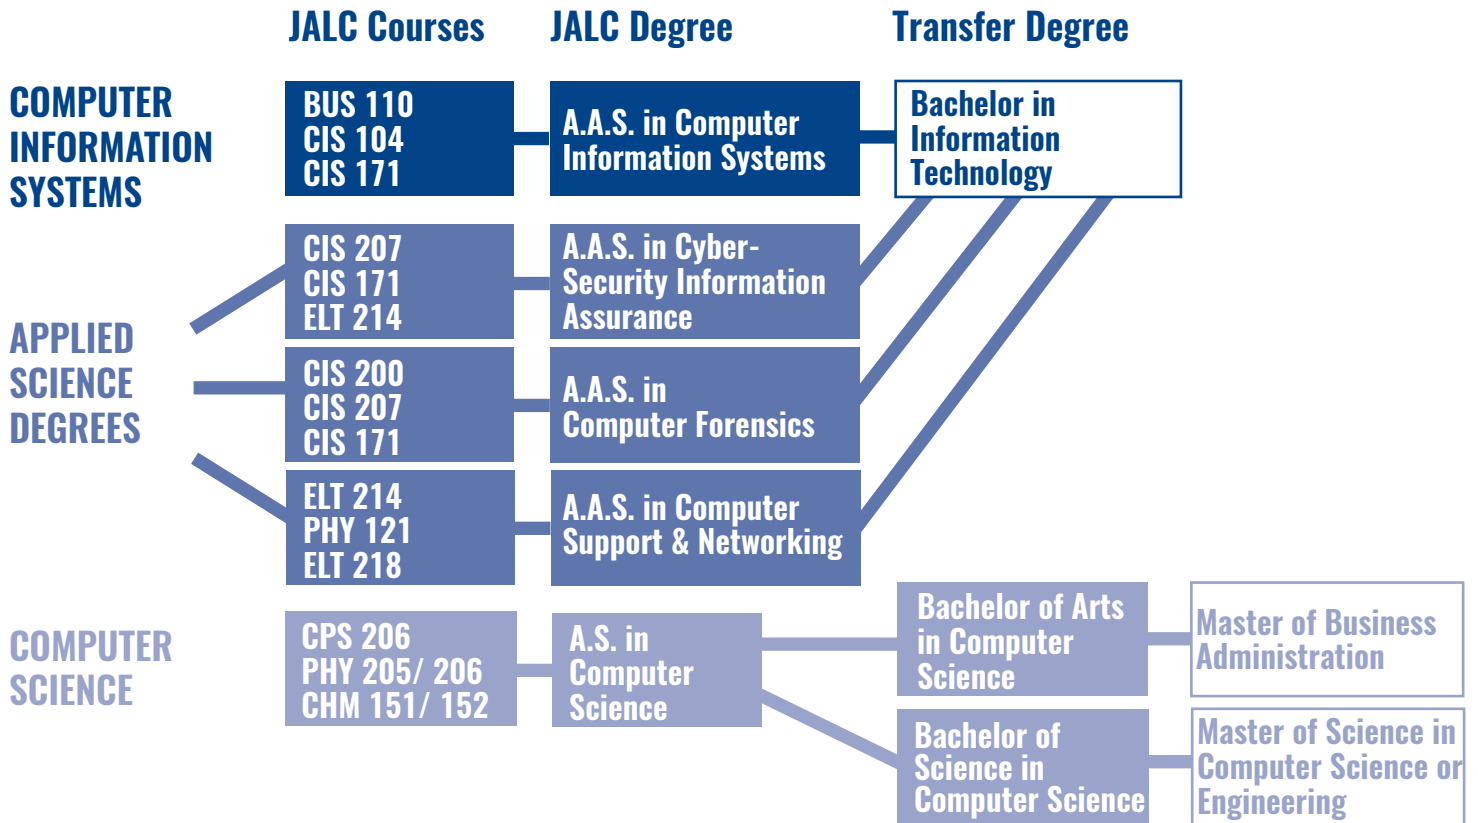 JALC Courses
JALC Degree
Transfer Degree
COMPUTER
INFORMATION
SYSTEMS
BUS 110
CIS 104
CIS 171
A.A.S. in Computer
Information Systems
Bachelor in
Information
Technology
APPLIED
SCIENCE
DEGREES
CIS 207
CIS 171
ELT 214
A.A.S. in Cyber-
Security Information
Assurance
CIS 200
CIS 207
CIS 171
A.A.S. in
Computer Forensics
ELT 214
PHY 121
ELT 218
A.A.S. in Computer
Support & Networking
COMPUTER
SCIENCE
CPS 206
PHY 205/ 206
CHM 151/ 152
A.S. in
Computer
Science
Bachelor of Arts
in Computer
Science
Master of Business
Administration
Bachelor of
Science in
Computer Science
Master of Science in
Computer Science or
Engineering